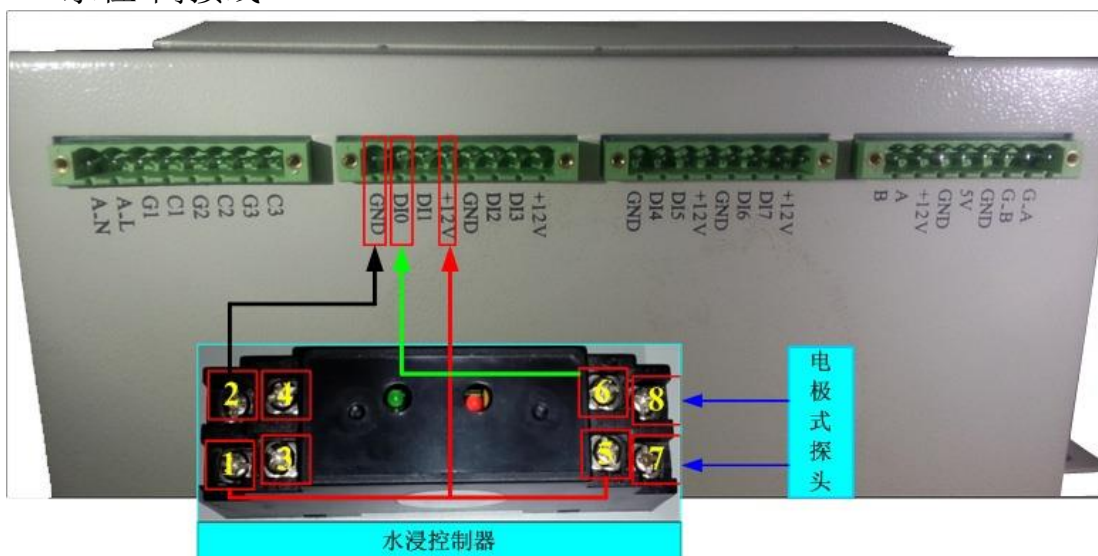 A-N A-L G1 C1 G2 C2 G3 C3
GND DI0 DI1 +12V GND DI2 DI3 +12V
GND DI4 DI5 +12V GND DI6 DI7 +12V
B A +12V GND 5V GND G-B G-A
2 4 6 8
1 3 5 7
电极式探头
水浸控制器